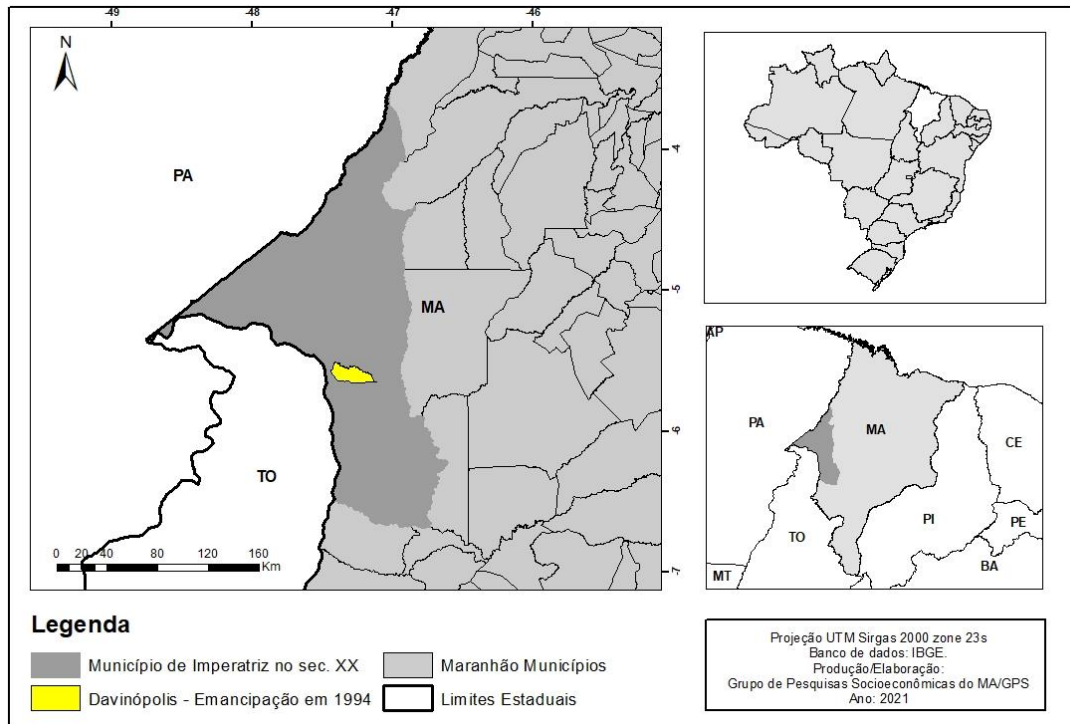 -49 -48 -47 -46
N
PA
MA
TO
-4
-5
-6
-7
0 20 40 80 120 160
Km
AP
PA
MA
CE
TO
PI
PE
BA
MT
Legenda
Município de Imperatriz no sec. XX
Maranhão Municípios
Davinópolis - Emancipação em 1994
Limites Estaduais
Projeção UTM Sirgas 2000 zone 23s
Banco de dados: IBGE.
Produção/Elaboração:
Grupo de Pesquisas Socioeconômicas do MA/GPS
Ano: 2021